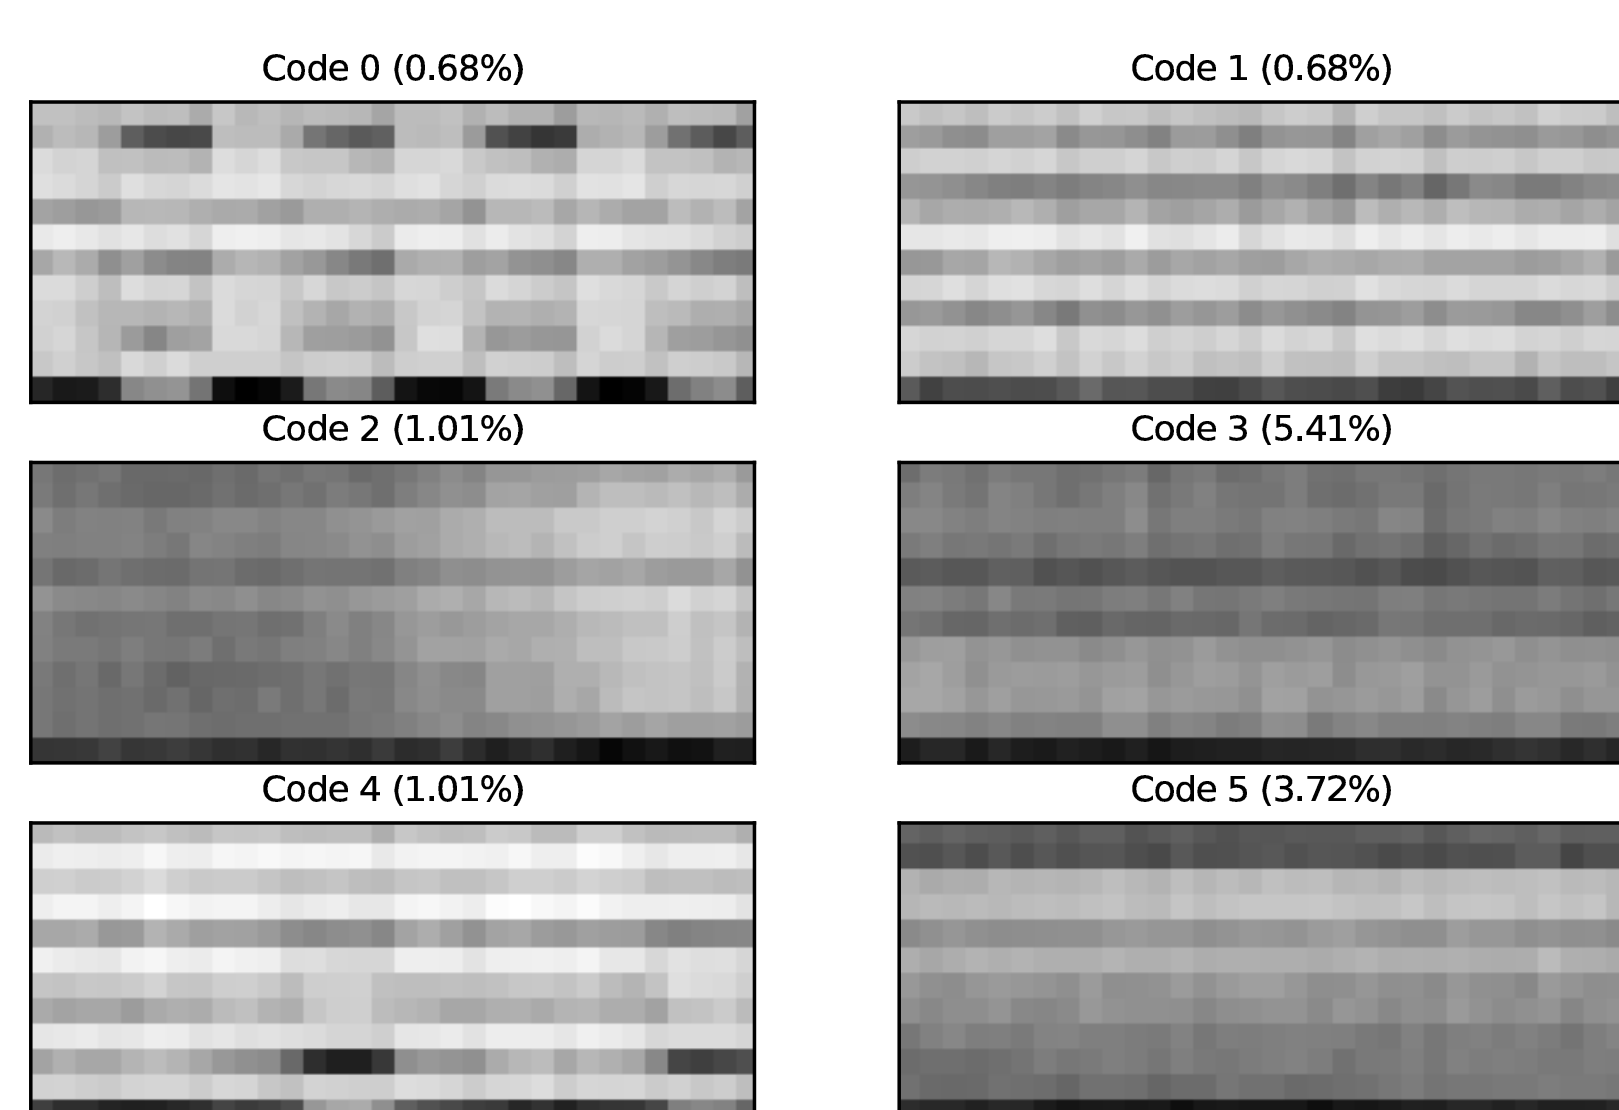 Code 0 (0.68%)
Code 1 (0.68%)
Code 2 (1.01%)
Code 3 (5.41%)
Code 4 (1.01%)
Code 5 (3.72%)